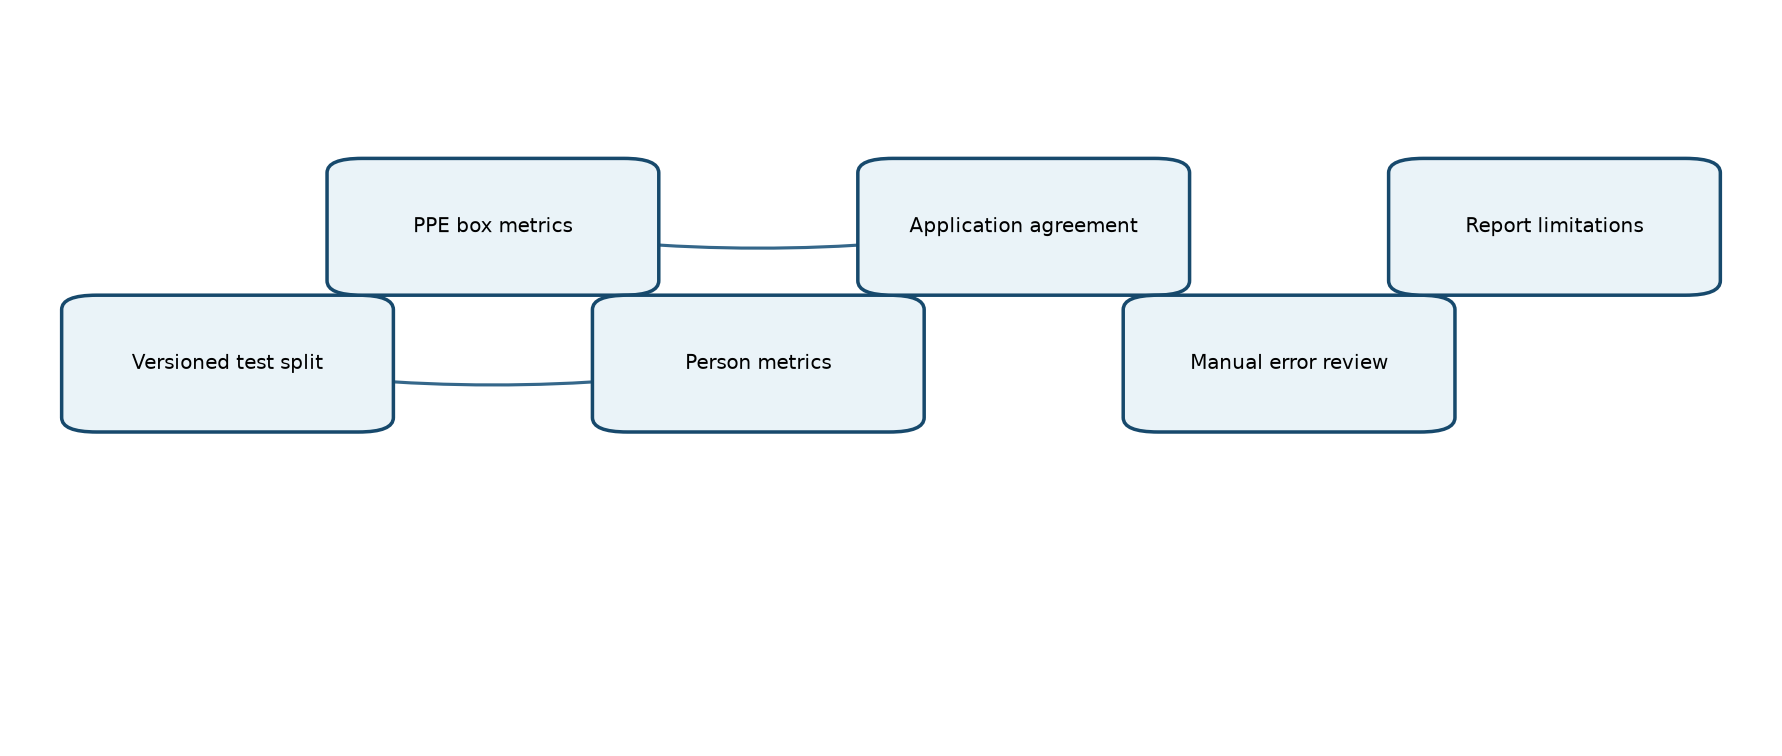 PPE box metrics
Application agreement
Report limitations
Versioned test split
Person metrics
Manual error review